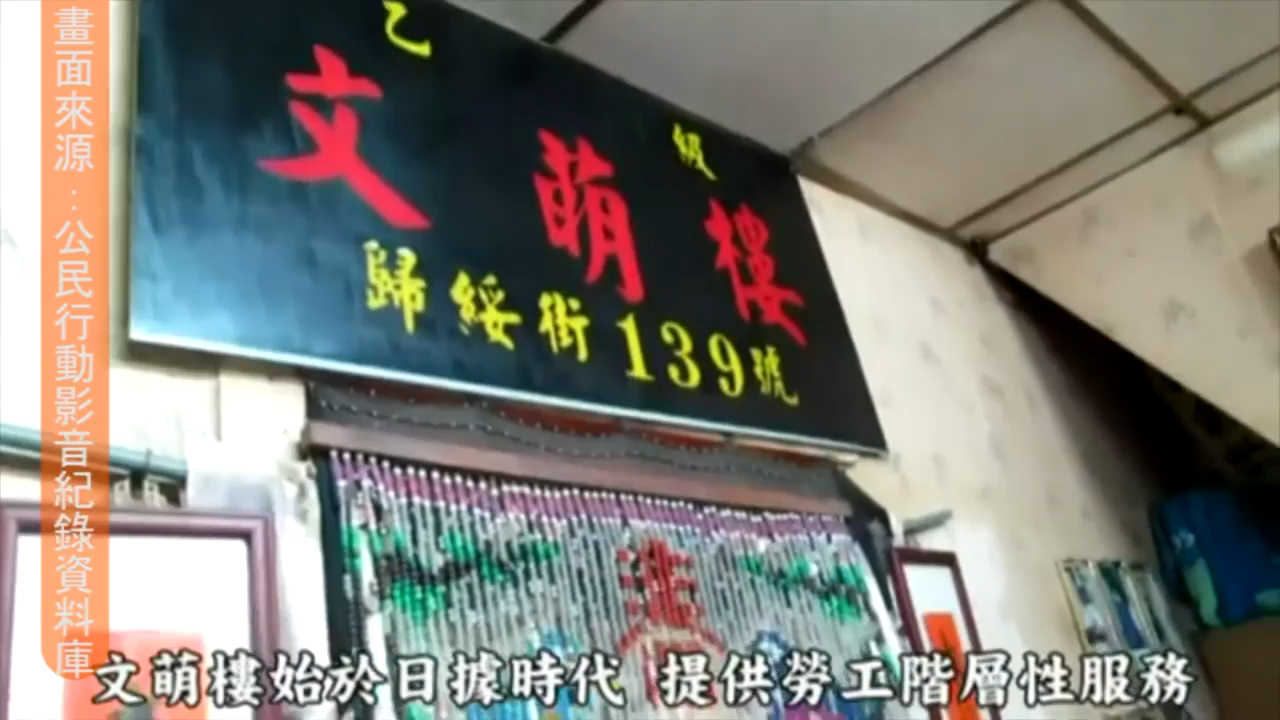 畫面來源：公民行動影音紀錄資料庫
乙級
文萌樓
歸綏街139號
文萌樓始於日據時代 提供勞工階層性服務